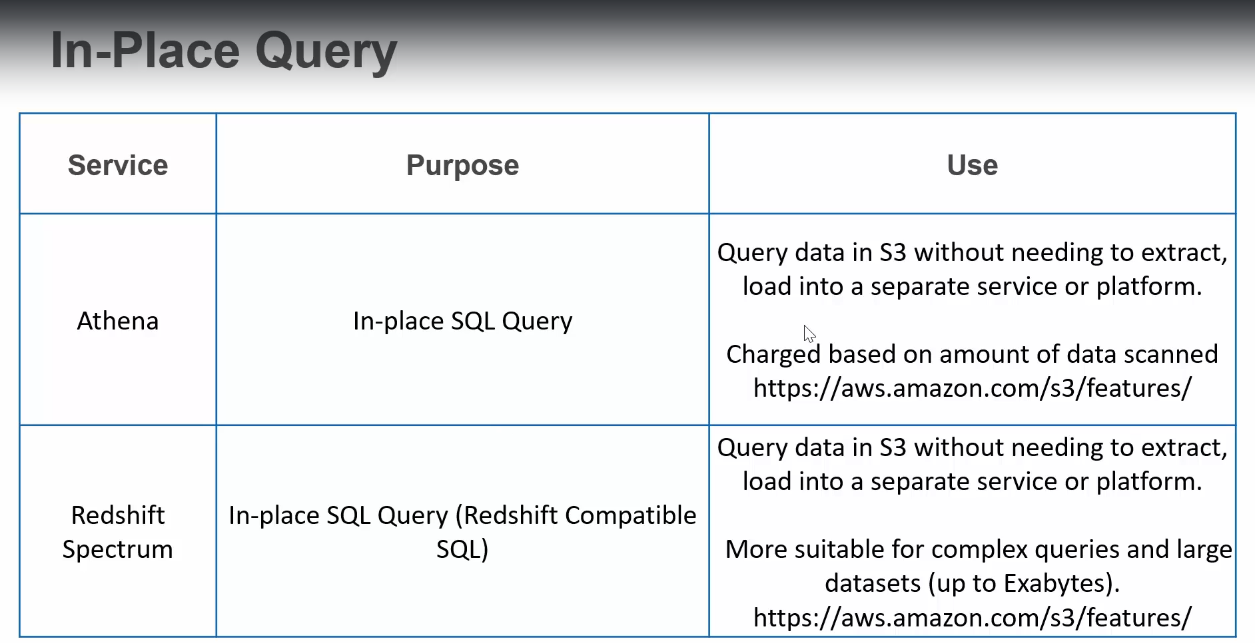 In-Place Query
Service
Purpose
Use
Athena
In-place SQL Query
Query data in S3 without needing to extract,
load into a separate service or platform.
Charged based on amount of data scanned
https://aws.amazon.com/s3/features/
Redshift
Spectrum
In-place SQL Query (Redshift Compatible
SQL)
Query data in S3 without needing to extract,
load into a separate service or platform.
More suitable for complex queries and large
datasets (up to Exabytes).
https://aws.amazon.com/s3/features/